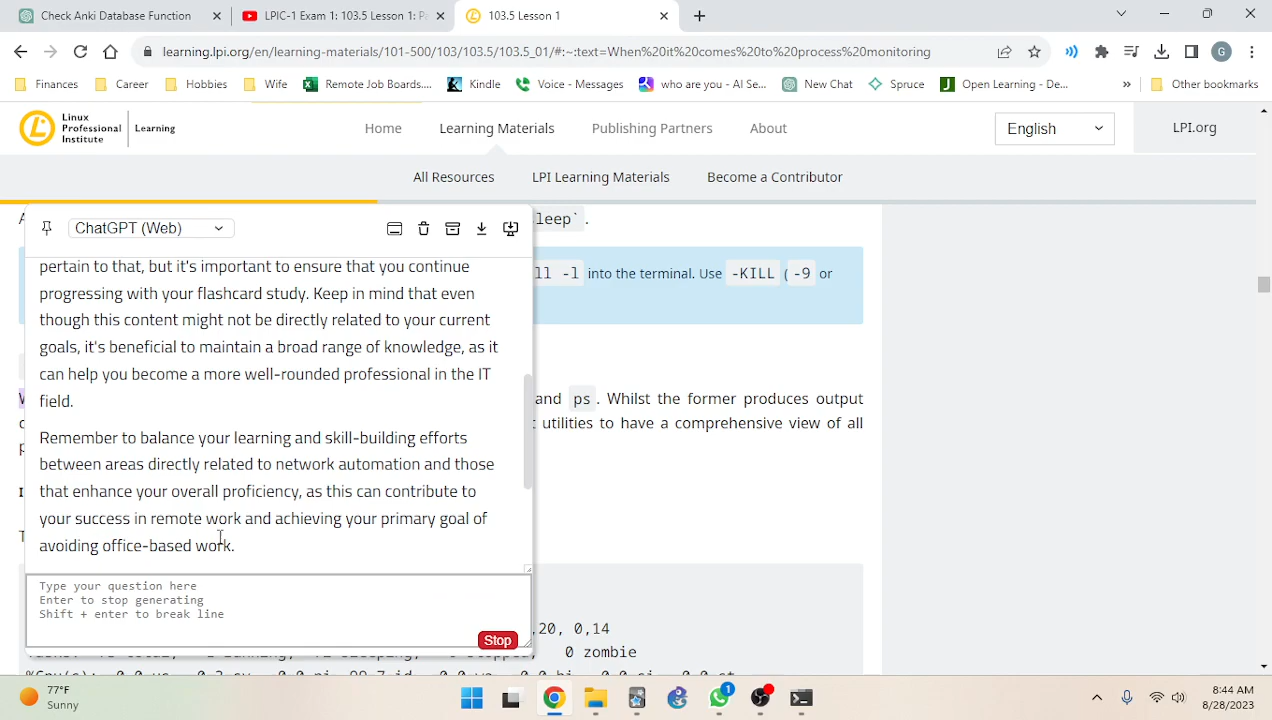 Check Anki Database Function
LPIC-1 Exam 1: 103.5 Lesson 1: P
103.5 Lesson 1
learning.lpi.org/en/learning-materials/101-500/103/103.5/103.5_01/#:~:text=When%20it%20comes%20to%20process%20monitoring
Finances
Career
Hobbies
Wife
Remote Job Boards....
Kindle
Voice - Messages
who are you - AI Se...
New Chat
Spruce
Open Learning - De...
»
Other bookmarks
Linux
Professional
Institute
Learning
Home
Learning Materials
Publishing Partners
About
English
LPI.org
All Resources
LPI Learning Materials
Become a Contributor
leep`.
ChatGPT (Web)
ll -l into the terminal. Use -KILL ( -9 or
pertain to that, but it's important to ensure that you continue
progressing with your flashcard study. Keep in mind that even
though this content might not be directly related to your current
goals, it's beneficial to maintain a broad range of knowledge, as it
can help you become a more well-rounded professional in the IT
field.
and ps . Whilst the former produces output
utilities to have a comprehensive view of all
Remember to balance your learning and skill-building efforts
between areas directly related to network automation and those
that enhance your overall proficiency, as this can contribute to
your success in remote work and achieving your primary goal of
avoiding office-based work.
Type your question here
Enter to stop generating
Shift + enter to break line
Stop
,20, 0,14
0 zombie
77°F
Sunny
1
8:44 AM
8/28/2023